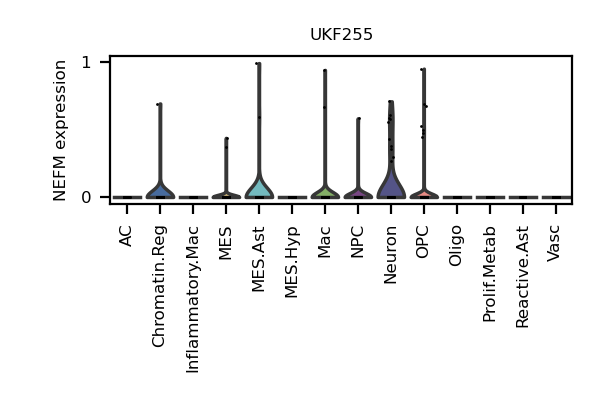 UKF255
NEFM expression
1
0
AC
Chromatin.Reg
Inflammatory.Mac
MES
MES.Ast
MES.Hyp
Mac
NPC
Neuron
OPC
Oligo
Prolif.Metab
Reactive.Ast
Vasc